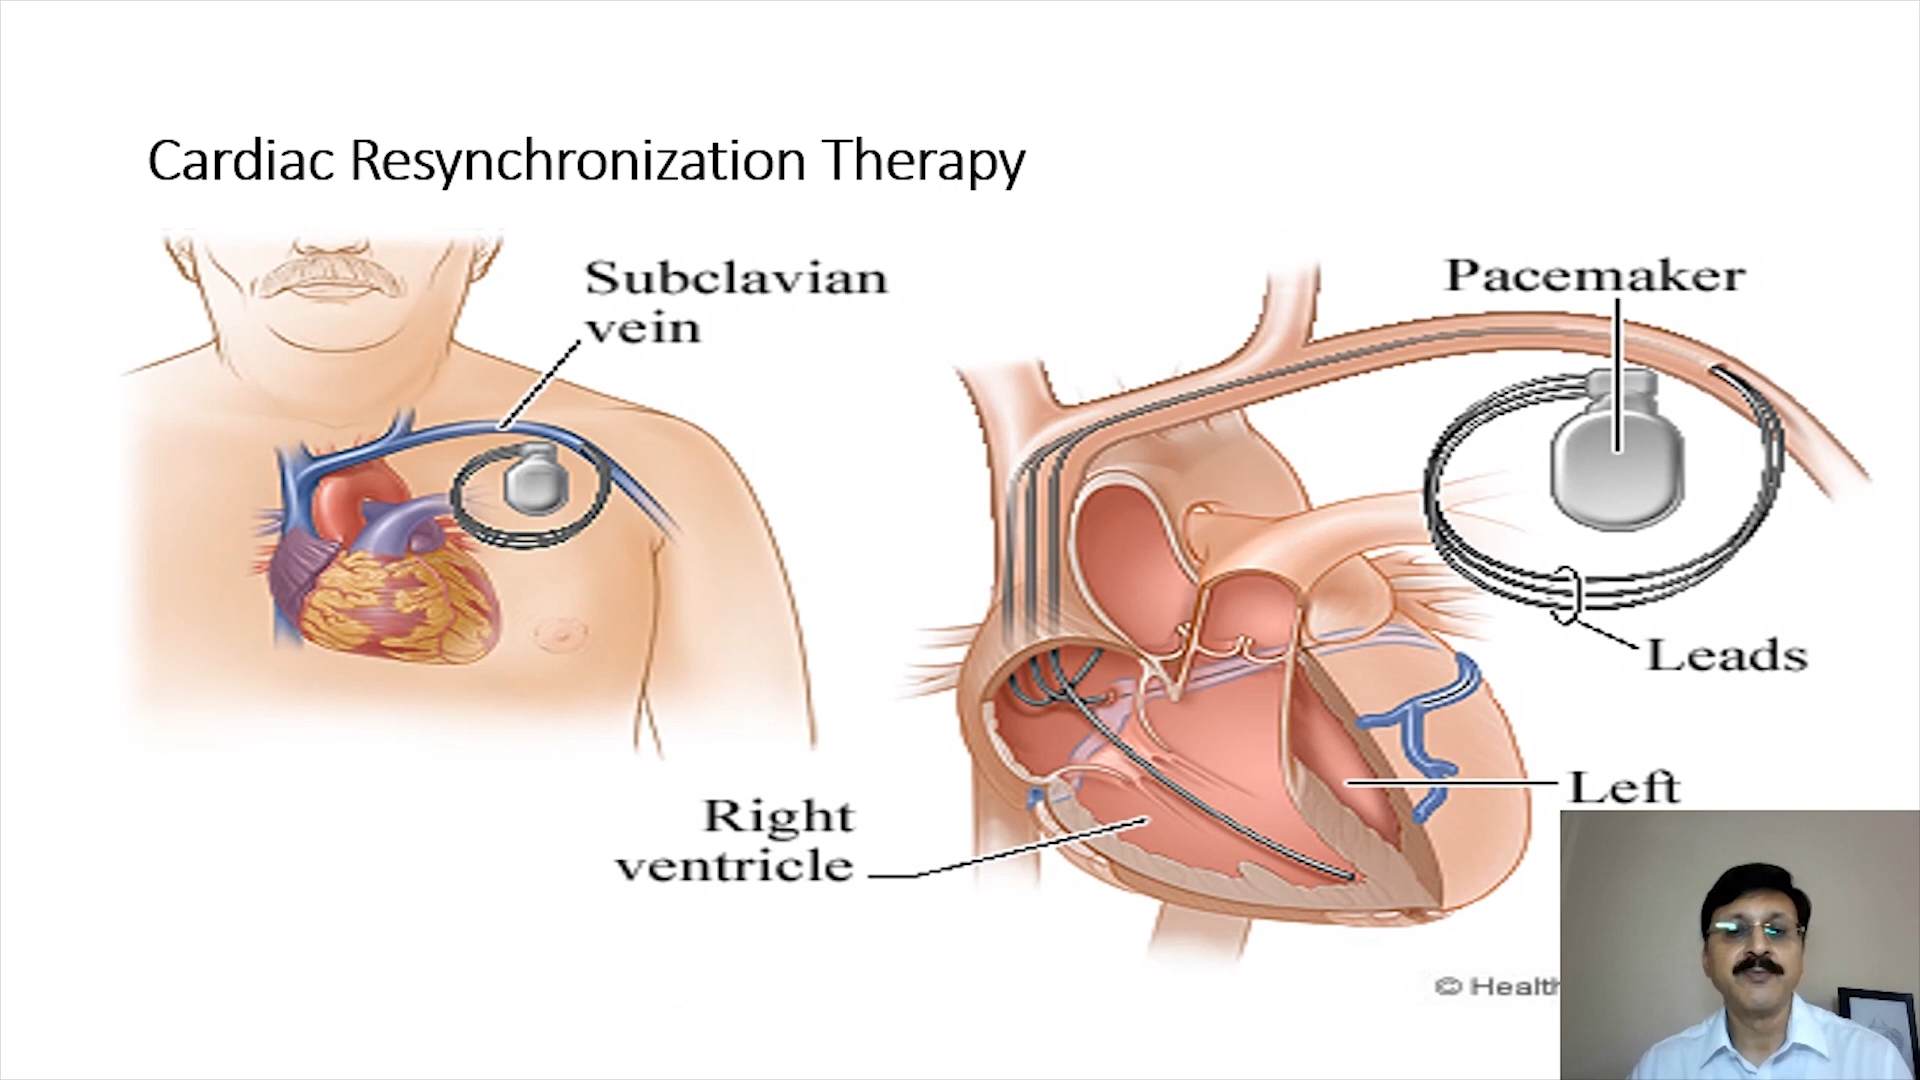 Cardiac Resynchronization Therapy
Subclavian
vein
Pacemaker
Leads
Left
Right
ventricle
© Health